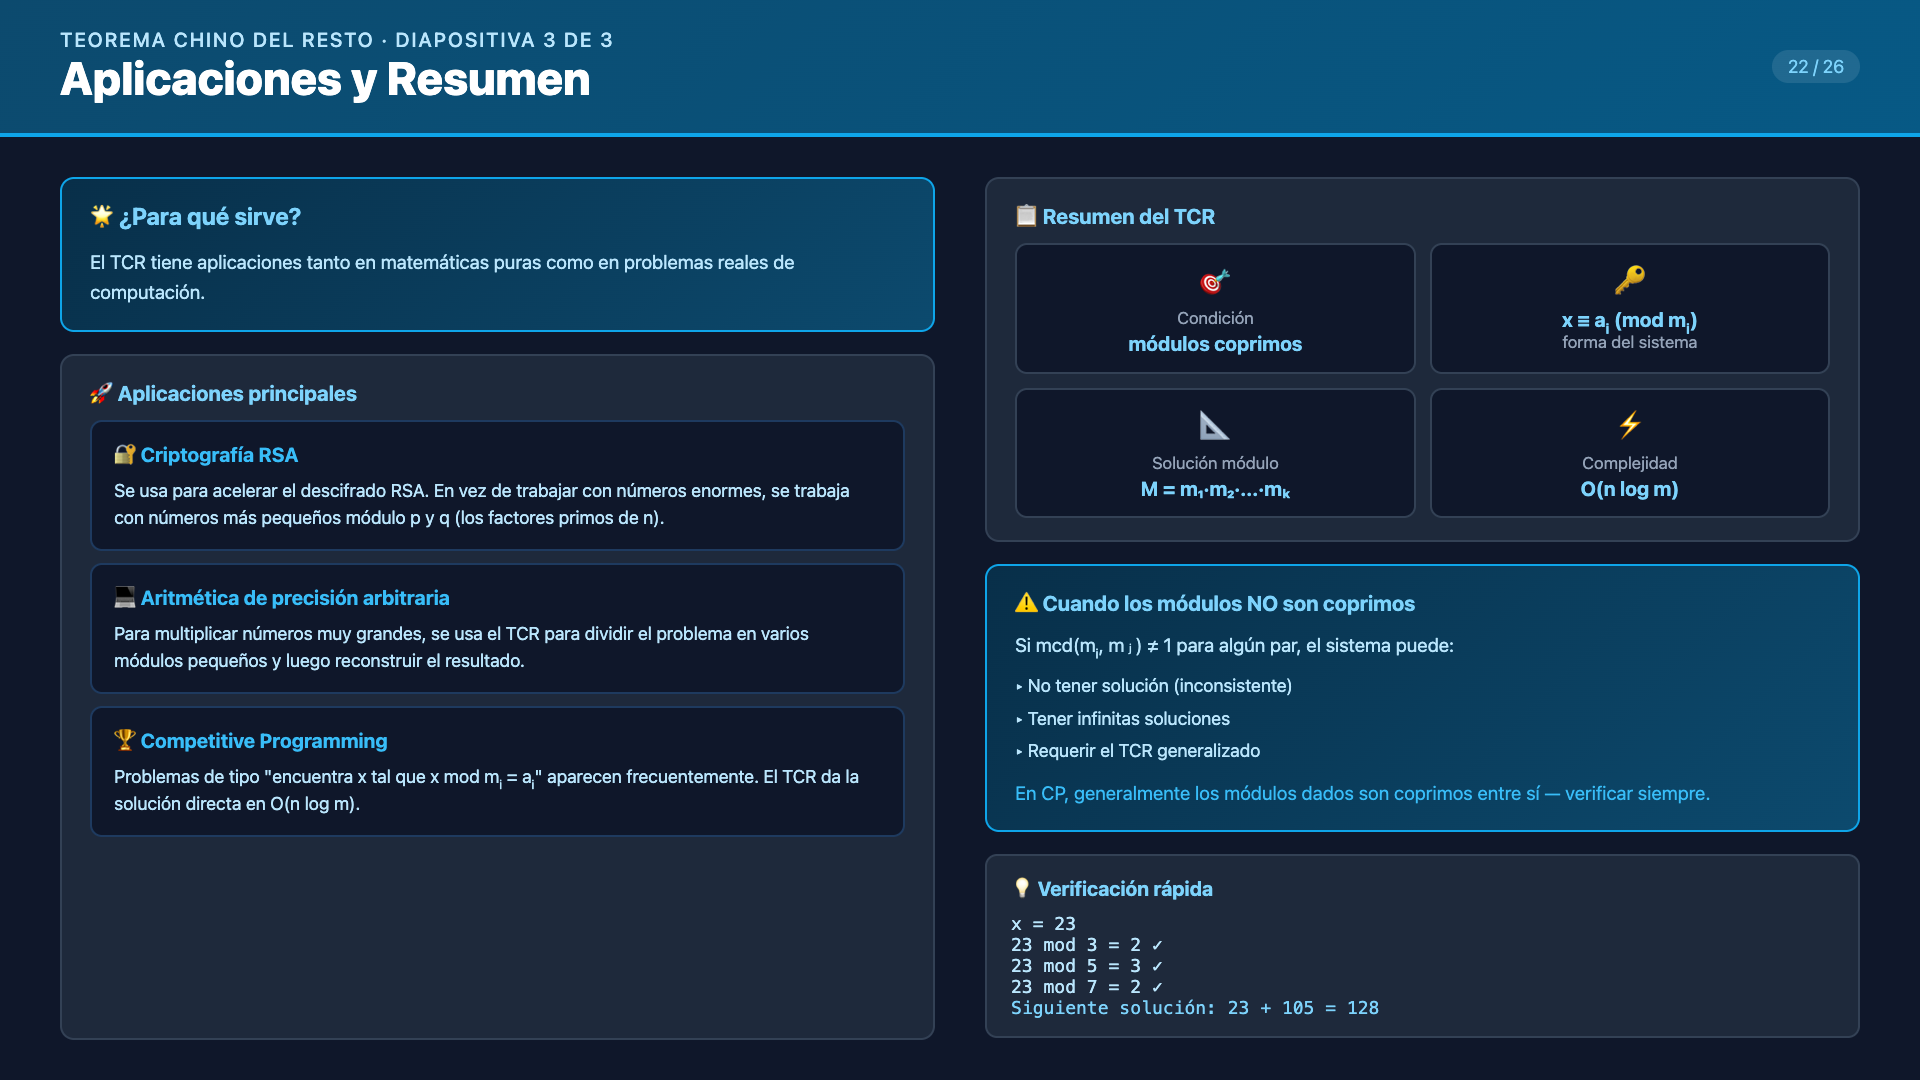 TEOREMA CHINO DEL RESTO · DIAPOSITIVA 3 DE 3
Aplicaciones y Resumen
22 / 26
🌟 ¿Para qué sirve?
El TCR tiene aplicaciones tanto en matemáticas puras como en problemas reales de
computación.
🚀 Aplicaciones principales
🔐 Criptografía RSA
Se usa para acelerar el descifrado RSA. En vez de trabajar con números enormes, se trabaja
con números más pequeños módulo p y q (los factores primos de n).
💻 Aritmética de precisión arbitraria
Para multiplicar números muy grandes, se usa el TCR para dividir el problema en varios
módulos pequeños y luego reconstruir el resultado.
🏆 Competitive Programming
Problemas de tipo "encuentra x tal que x mod mᵢ = aᵢ" aparecen frecuentemente. El TCR da la
solución directa en O(n log m).
📋 Resumen del TCR
🎯
Condición
módulos coprimos
🔑
x ≡ aᵢ (mod mᵢ)
forma del sistema
📐
Solución módulo
M = m₁·m₂·...·mₖ
⚡
Complejidad
O(n log m)
⚠️ Cuando los módulos NO son coprimos
Si mcd(mᵢ, mⱼ) ≠ 1 para algún par, el sistema puede:
‣ No tener solución (inconsistente)
‣ Tener infinitas soluciones
‣ Requerir el TCR generalizado
En CP, generalmente los módulos dados son coprimos entre sí — verificar siempre.
💡 Verificación rápida
x = 23
23 mod 3 = 2 ✓
23 mod 5 = 3 ✓
23 mod 7 = 2 ✓
Siguiente solución: 23 + 105 = 128